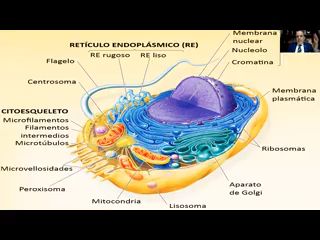 RETÍCULO ENDOPLÁSMICO (RE)
RE rugoso
RE liso
Flagelo
Centrosoma
CITOESQUELETO
Microfilamentos
Filamentos
intermedios
Microtúbulos
Microvellosidades
Peroxisoma
Mitocondria
Lisosoma
Aparato
de Golgi
Ribosomas
Membrana
plasmática
Membrana
nuclear
Nucleolo
Cromatina